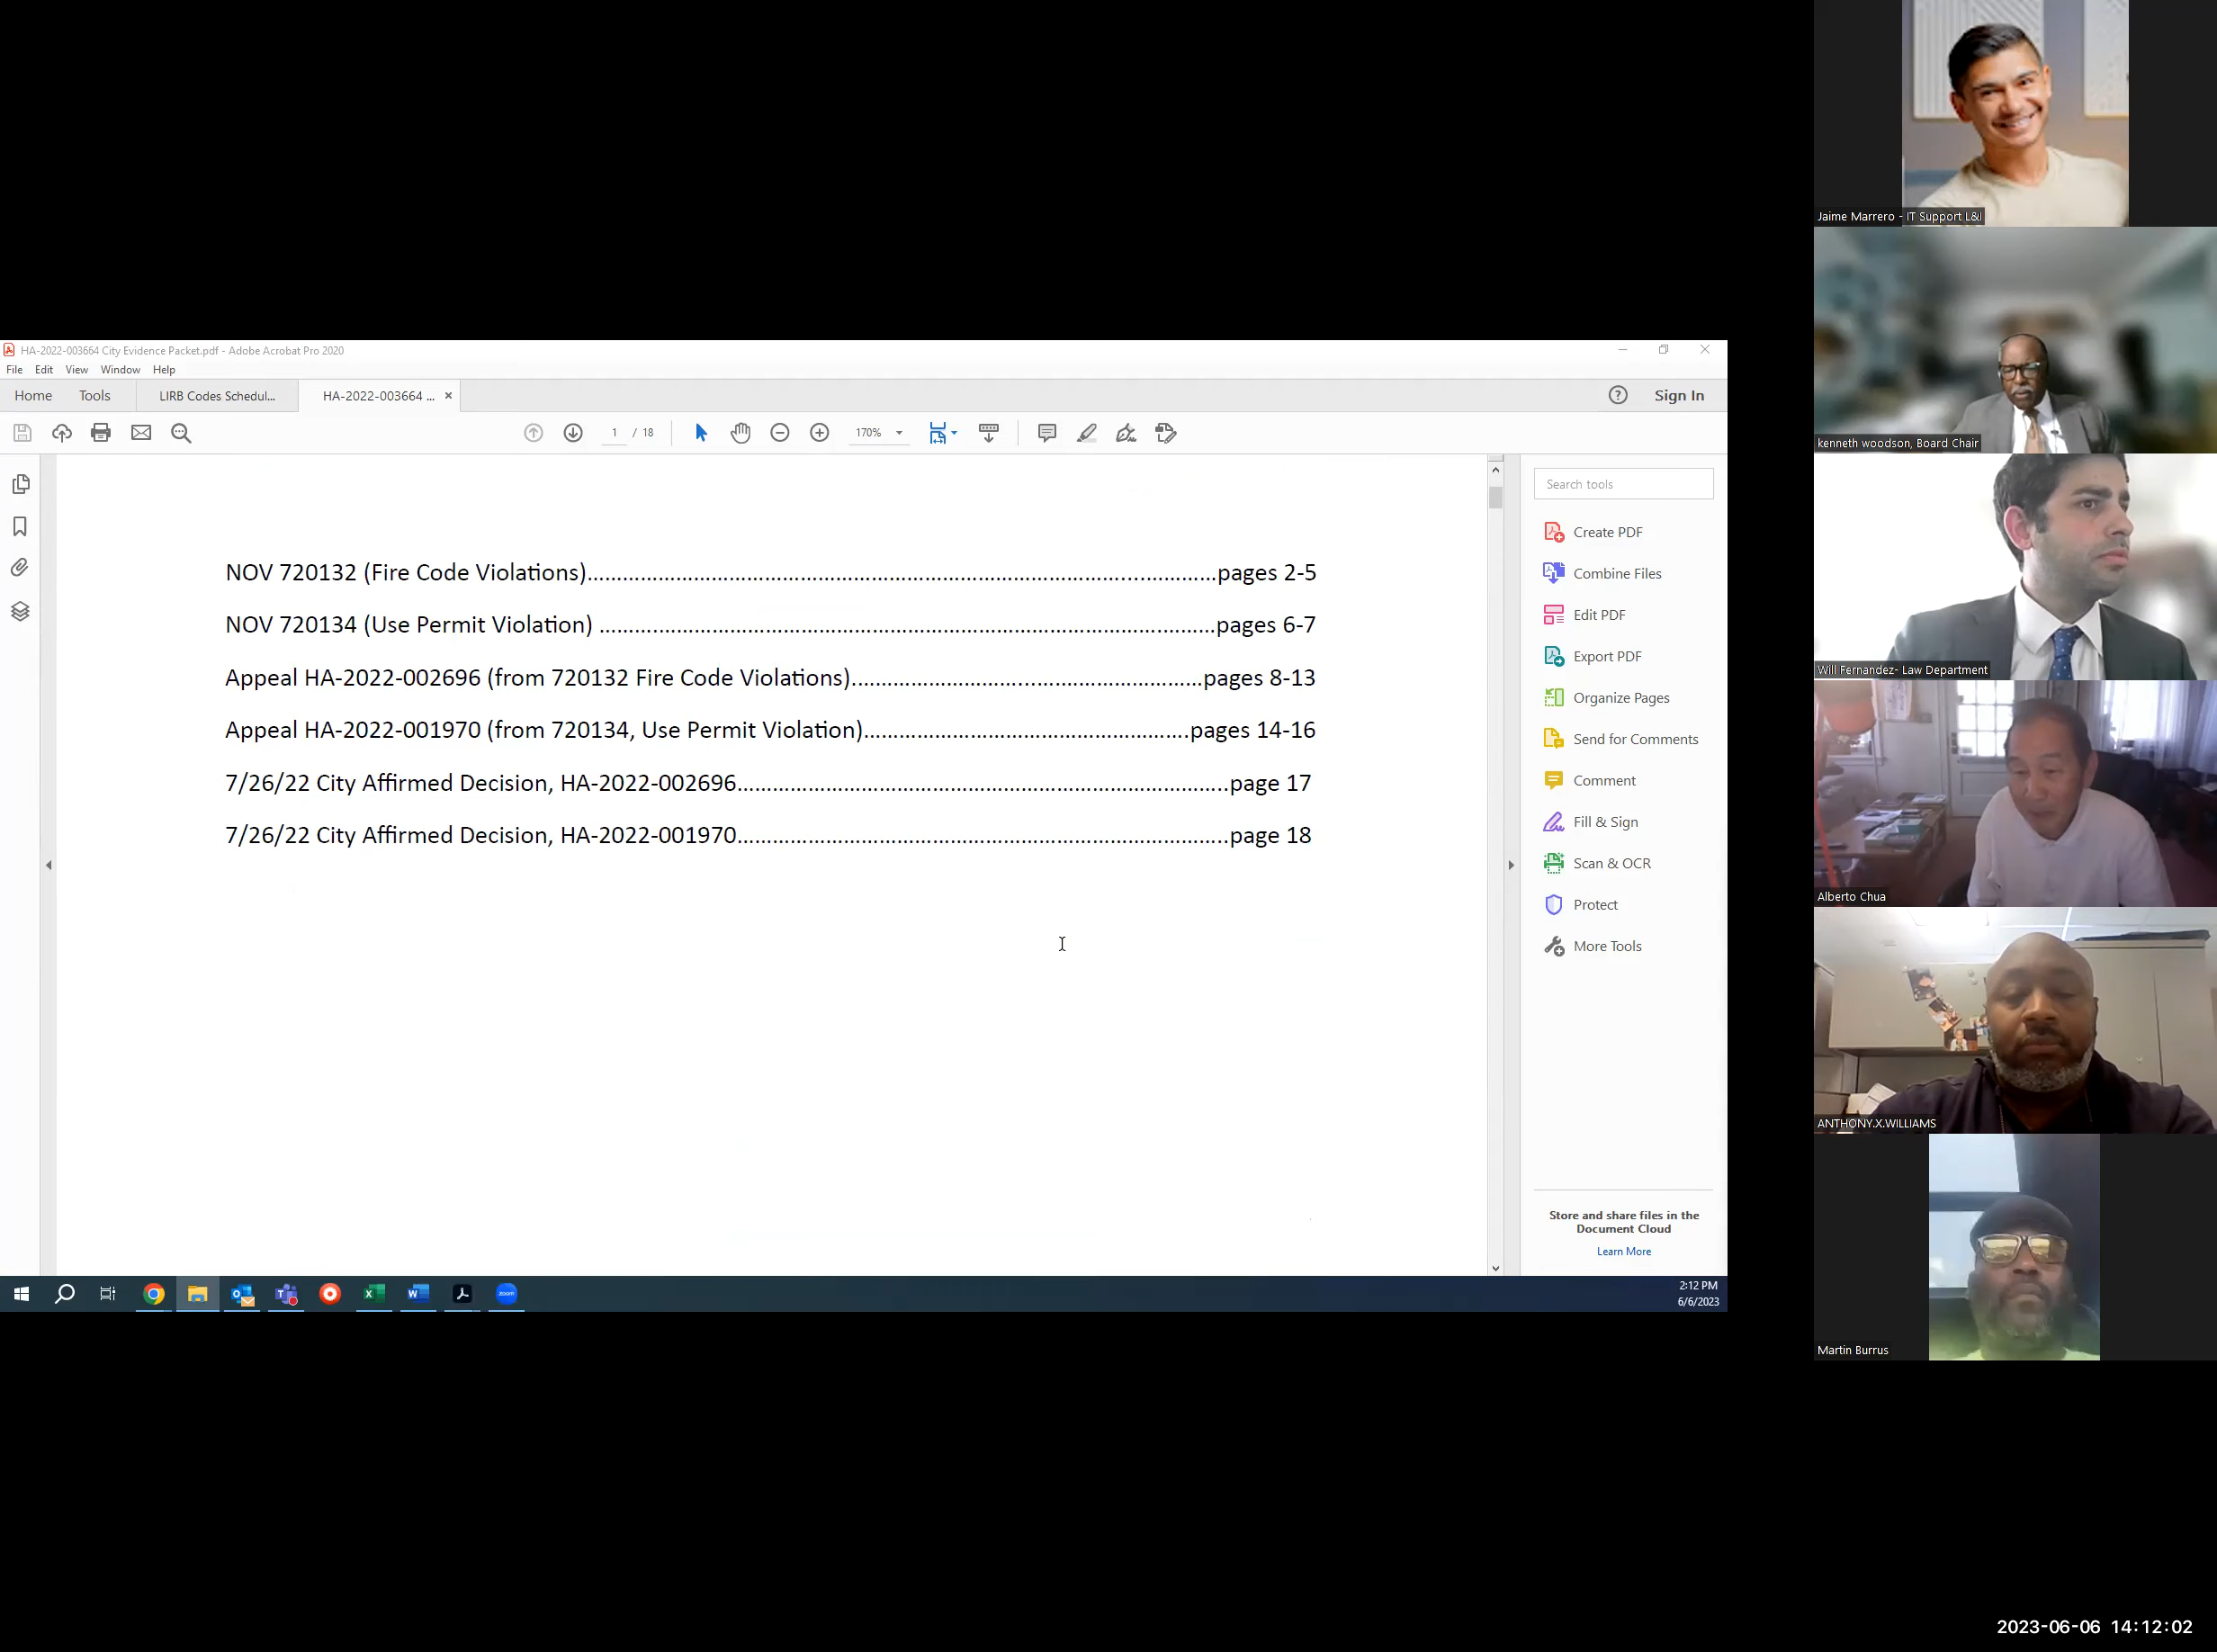 HA-2022-003664 City Evidence Packet.pdf - Adobe Acrobat Pro 2020
File Edit View Window Help
Home Tools LIRB Codes Schedul... HA-2022-003664 ... × Sign In
1 / 18 170%
NOV 720132 (Fire Code Violations)..........pages 2-5
NOV 720134 (Use Permit Violation) ..........pages 6-7
Appeal HA-2022-002696 (from 720132 Fire Code Violations)..........pages 8-13
Appeal HA-2022-001970 (from 720134, Use Permit Violation)..........pages 14-16
7/26/22 City Affirmed Decision, HA-2022-002696..........page 17
7/26/22 City Affirmed Decision, HA-2022-001970..........page 18
Search tools
Create PDF
Combine Files
Edit PDF
Export PDF
Organize Pages
Send for Comments
Comment
Fill & Sign
Scan & OCR
Protect
More Tools
Store and share files in the
Document Cloud
Learn More
zoom
2:12 PM
6/6/2023
Jaime Marrero - IT Support L&I
kenneth woodson, Board Chair
Will Fernandez- Law Department
Alberto Chua
ANTHONY.X.WILLIAMS
Martin Burrus
2023-06-06 14:12:02